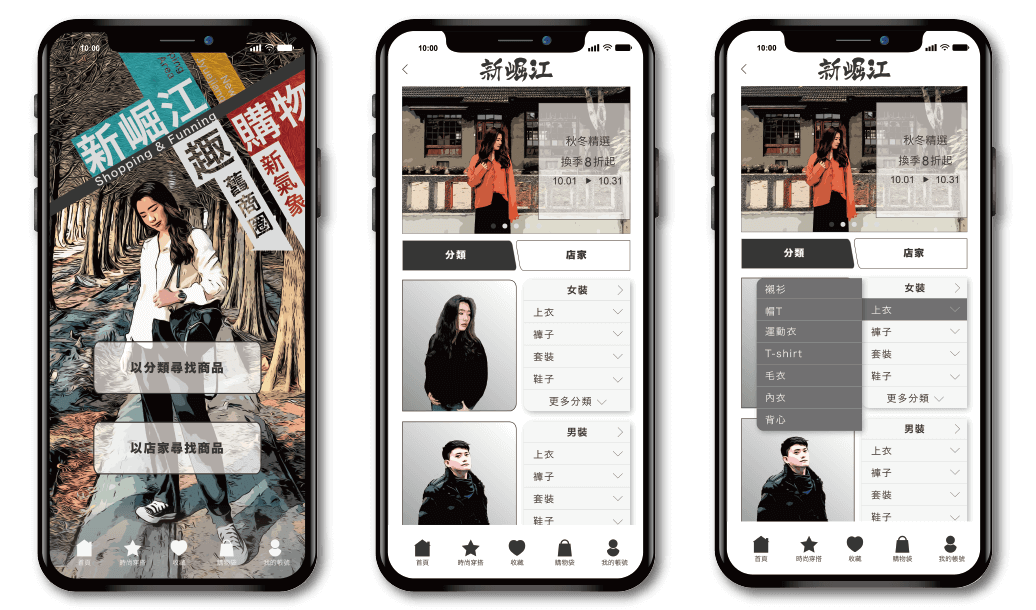 10:00
新崛江
Shopping & Funning
購物
趣
新氣象
舊商圈
以分類尋找商品
以店家尋找商品
首頁
時尚穿搭
收藏
購物袋
我的帳號
10:00
新崛江
秋冬精選
換季8折起
10.01 ▶ 10.31
分類
店家
女裝
上衣
褲子
套裝
鞋子
更多分類
男裝
上衣
褲子
套裝
鞋子
首頁
時尚穿搭
收藏
購物袋
我的帳號
10:00
新崛江
秋冬精選
換季8折起
10.01 ▶ 10.31
分類
店家
襯衫
帽T
運動衣
T-shirt
毛衣
內衣
背心
女裝
上衣
褲子
套裝
鞋子
更多分類
男裝
上衣
褲子
套裝
鞋子
首頁
時尚穿搭
收藏
購物袋
我的帳號